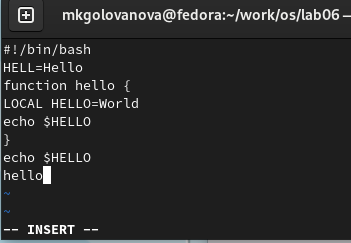 mkgolovanova@fedora:~/work/os/lab06 —
#!/bin/bash
HELL=Hello
function hello {
LOCAL HELLO=World
echo $HELLO
}
echo $HELLO
hello
~
~
-- INSERT --